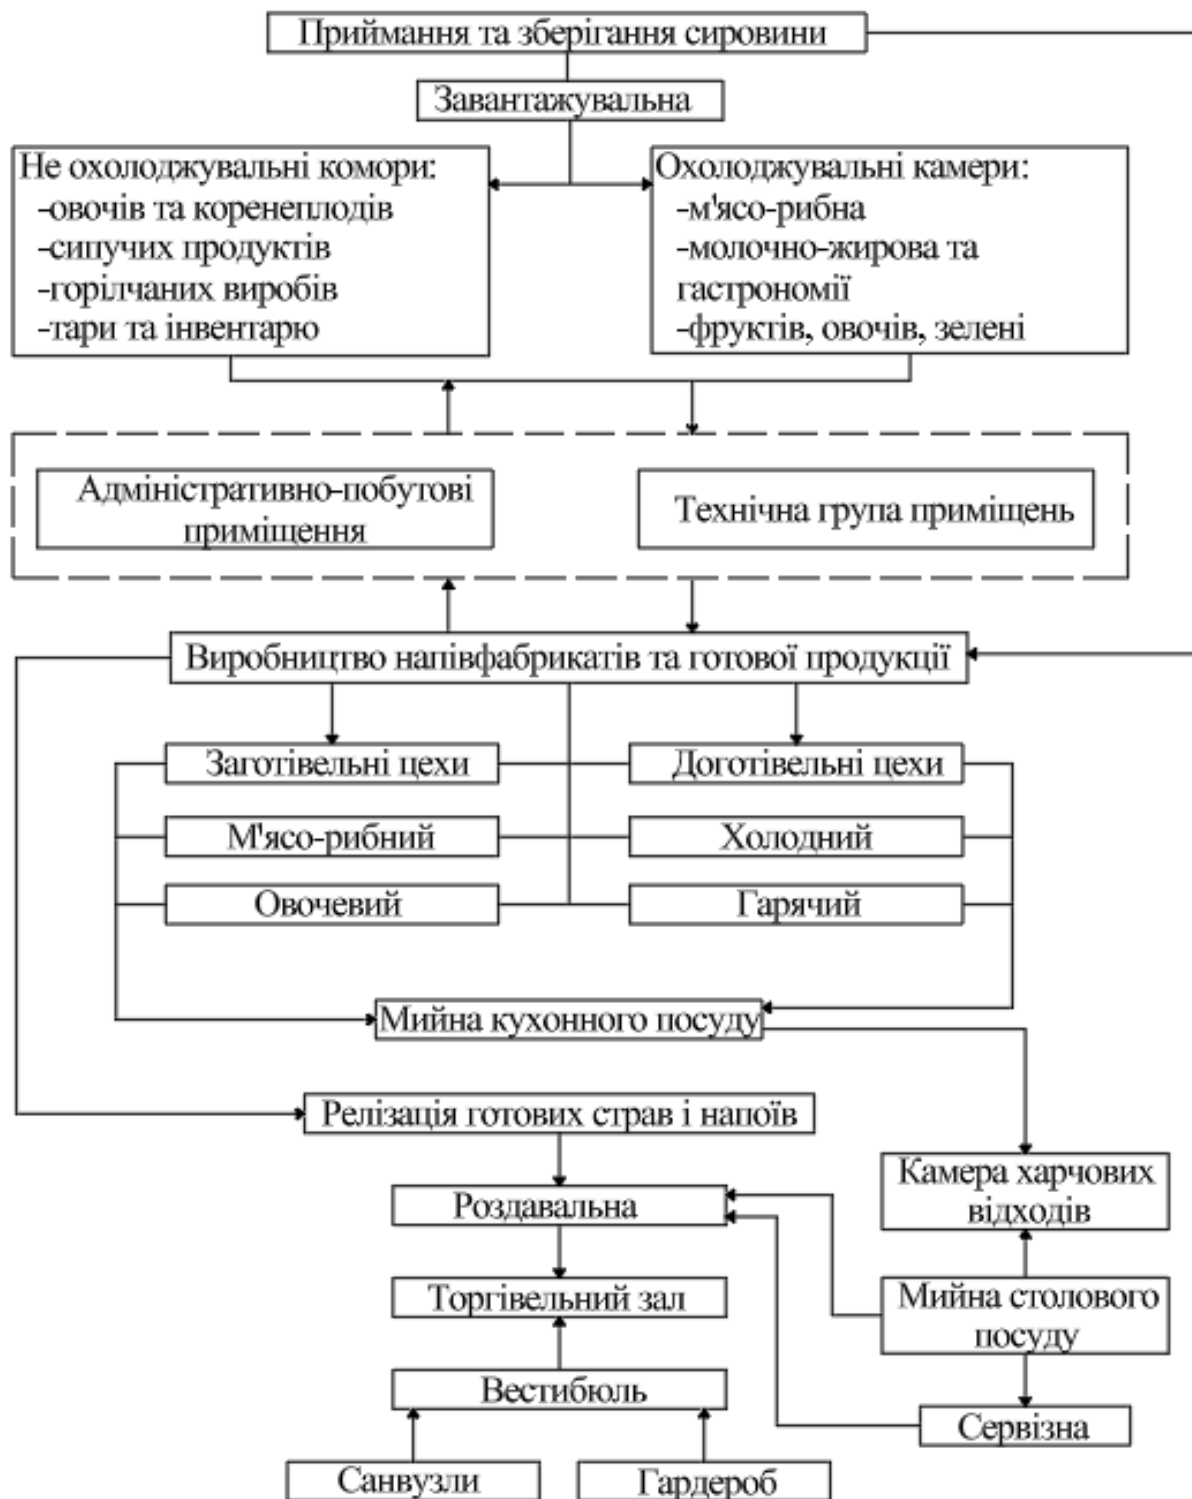 Приймання та зберігання сировини
Завантажувальна
Не охолоджувальні комори:
-овочів та коренеплодів
-сипучих продуктів
-горілчаних виробів
-тари та інвентарю
Охолоджувальні камери:
-м'ясо-рибна
-молочно-жирова та
гастрономії
-фруктів, овочів, зелені
Адміністративно-побутові
приміщення
Технічна група приміщень
Виробництво напівфабрикатів та готової продукції
Заготівельні цехи
Доготівельні цехи
М'ясо-рибний
Холодний
Овочевий
Гарячий
Мийна кухонного посуду
Релізація готових страв і напоїв
Камера харчових
відходів
Роздавальна
Торгівельний зал
Мийна столового
посуду
Вестибюль
Сервізна
Санвузли
Гардероб